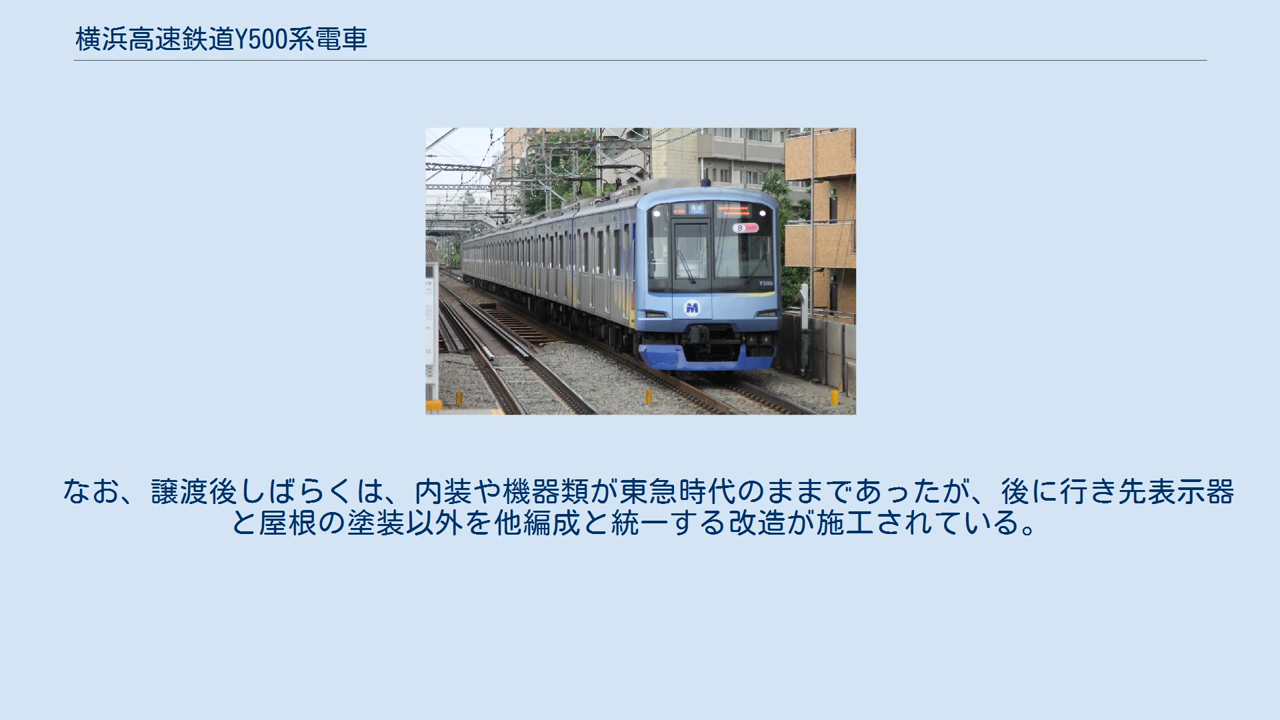 横浜高速鉄道Y500系電車
M
Y500
なお、譲渡後しばらくは、内装や機器類が東急時代のままであったが、後に行き先表示器
と屋根の塗装以外を他編成と統一する改造が施工されている。